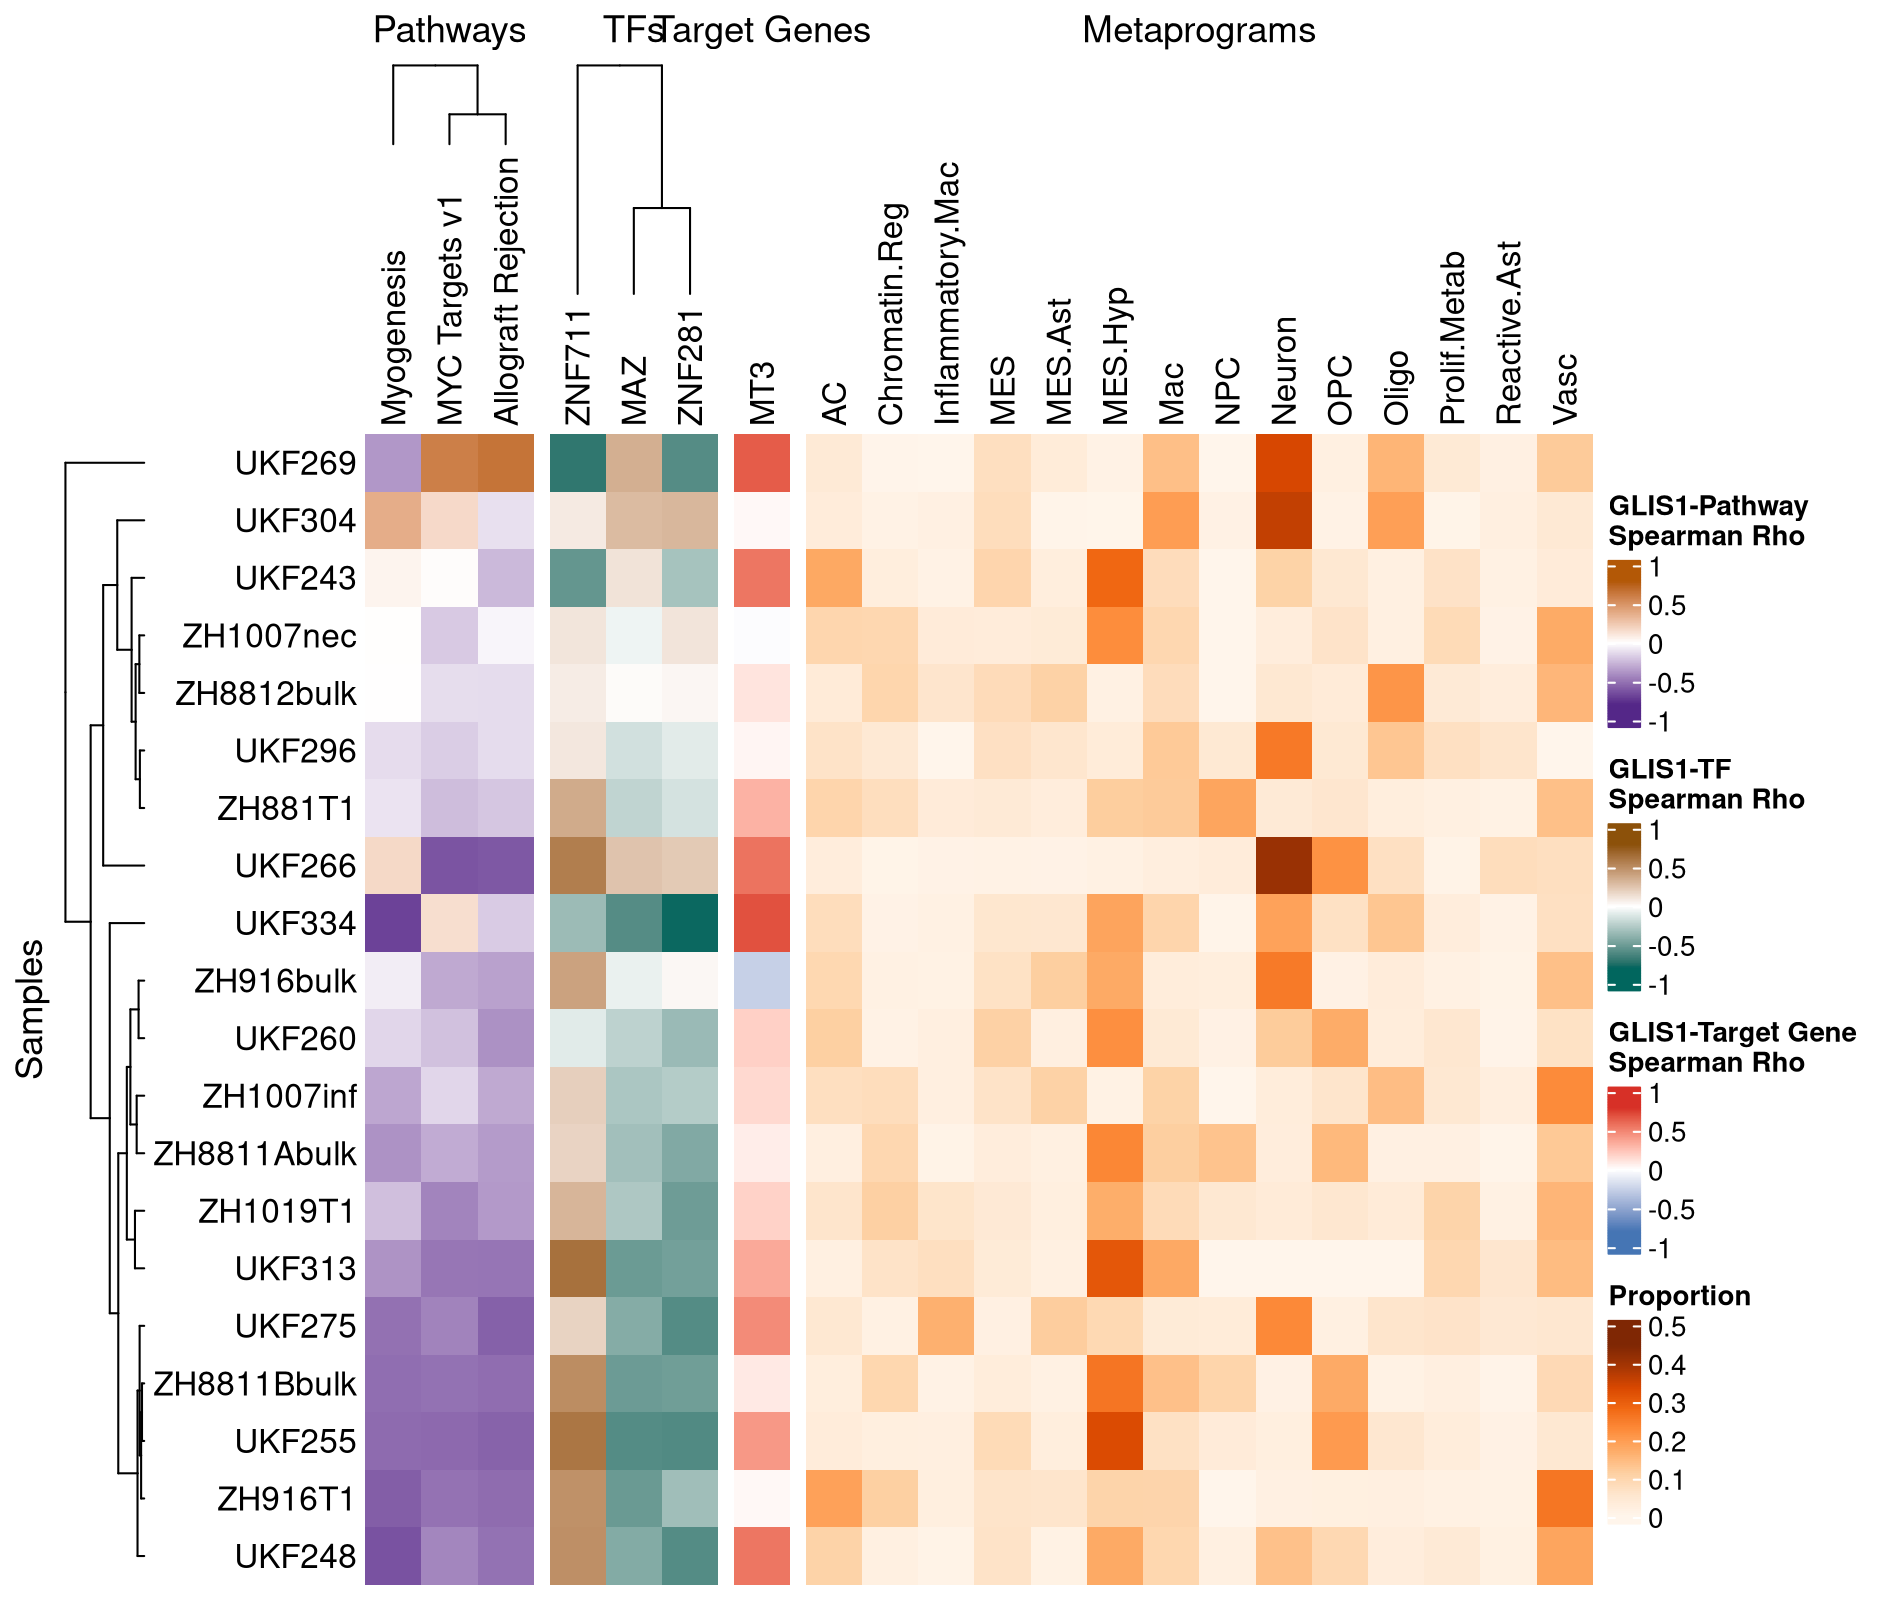 Pathways
TFs
Target Genes
Metaprograms
Myogenesis
MYC Targets v1
Allograft Rejection
ZNF711
MAZ
ZNF281
MT3
AC
Chromatin.Reg
Inflammatory.Mac
MES
MES.Ast
MES.Hyp
Mac
NPC
Neuron
OPC
Oligo
Prolif.Metab
Reactive.Ast
Vasc
Samples
UKF269
UKF304
UKF243
ZH1007nec
ZH8812bulk
UKF296
ZH881T1
UKF266
UKF334
ZH916bulk
UKF260
ZH1007inf
ZH8811Abulk
ZH1019T1
UKF313
UKF275
ZH8811Bbulk
UKF255
ZH916T1
UKF248
GLIS1-Pathway
Spearman Rho
1
0.5
0
-0.5
-1
GLIS1-TF
Spearman Rho
1
0.5
0
-0.5
-1
GLIS1-Target Gene
Spearman Rho
1
0.5
0
-0.5
-1
Proportion
0.5
0.4
0.3
0.2
0.1
0